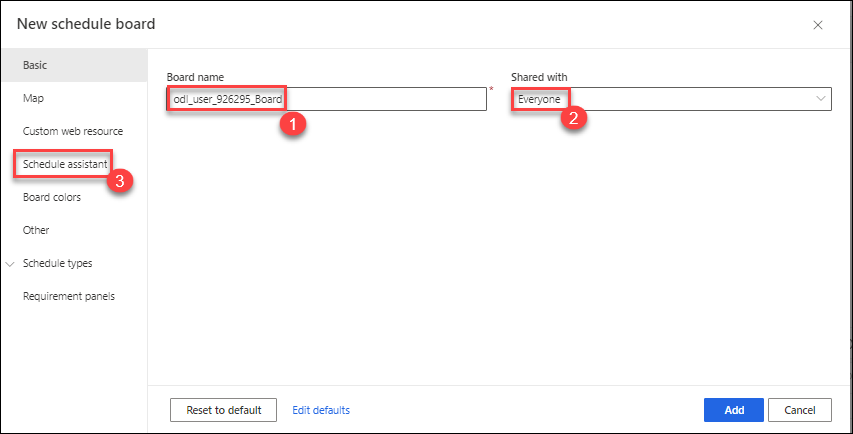 New schedule board
Basic
Map
Custom web resource
Schedule assistant
3
Board colors
Other
Schedule types
Requirement panels
Board name
odl_user_926295_Board
*
1
Shared with
Everyone
2
Reset to default
Edit defaults
Add
Cancel